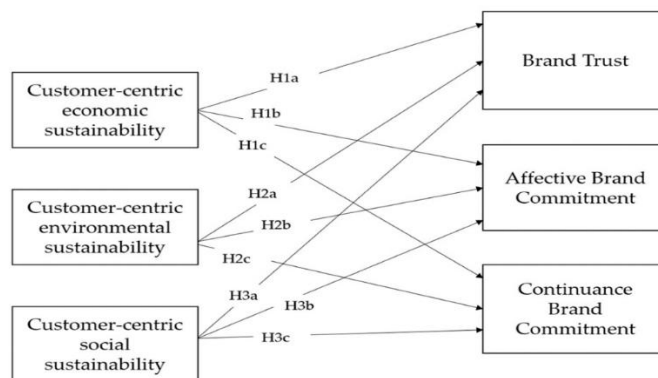 Customer-centric
economic
sustainability
Customer-centric
environmental
sustainability
Customer-centric
social
sustainability
H1a
H1b
H1c
H2a
H2b
H2c
H3a
H3b
H3c
Brand Trust
Affective Brand
Commitment
Continuance
Brand
Commitment